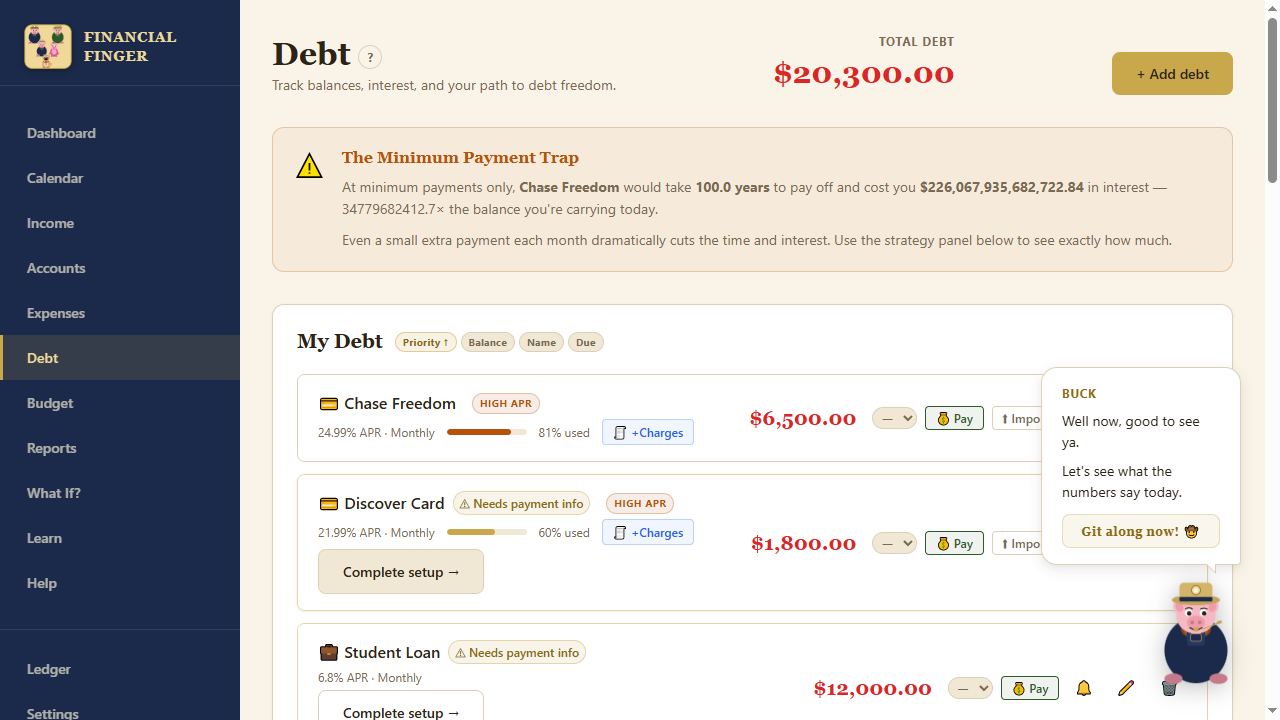 FINANCIAL
FINGER
Dashboard
Calendar
Income
Accounts
Expenses
Debt
Budget
Reports
What If?
Learn
Help
Ledger
Settings
Debt ?
Track balances, interest, and your path to debt freedom.
TOTAL DEBT
$20,300.00
+ Add debt
The Minimum Payment Trap
At minimum payments only, Chase Freedom would take 100.0 years to pay off and cost you $226,067,935,682,722.84 in interest —
34779682412.7× the balance you're carrying today.
Even a small extra payment each month dramatically cuts the time and interest. Use the strategy panel below to see exactly how much.
My Debt Priority ↑ Balance Name Due
Chase Freedom HIGH APR
24.99% APR · Monthly 81% used +Charges
$6,500.00 — Pay ⬆ Impo
Discover Card ⚠ Needs payment info HIGH APR
21.99% APR · Monthly 60% used +Charges
$1,800.00 — Pay ⬆ Impo
Complete setup →
Student Loan ⚠ Needs payment info
6.8% APR · Monthly
$12,000.00 — Pay
Complete setup →
BUCK
Well now, good to see
ya.
Let's see what the
numbers say today.
Git along now!